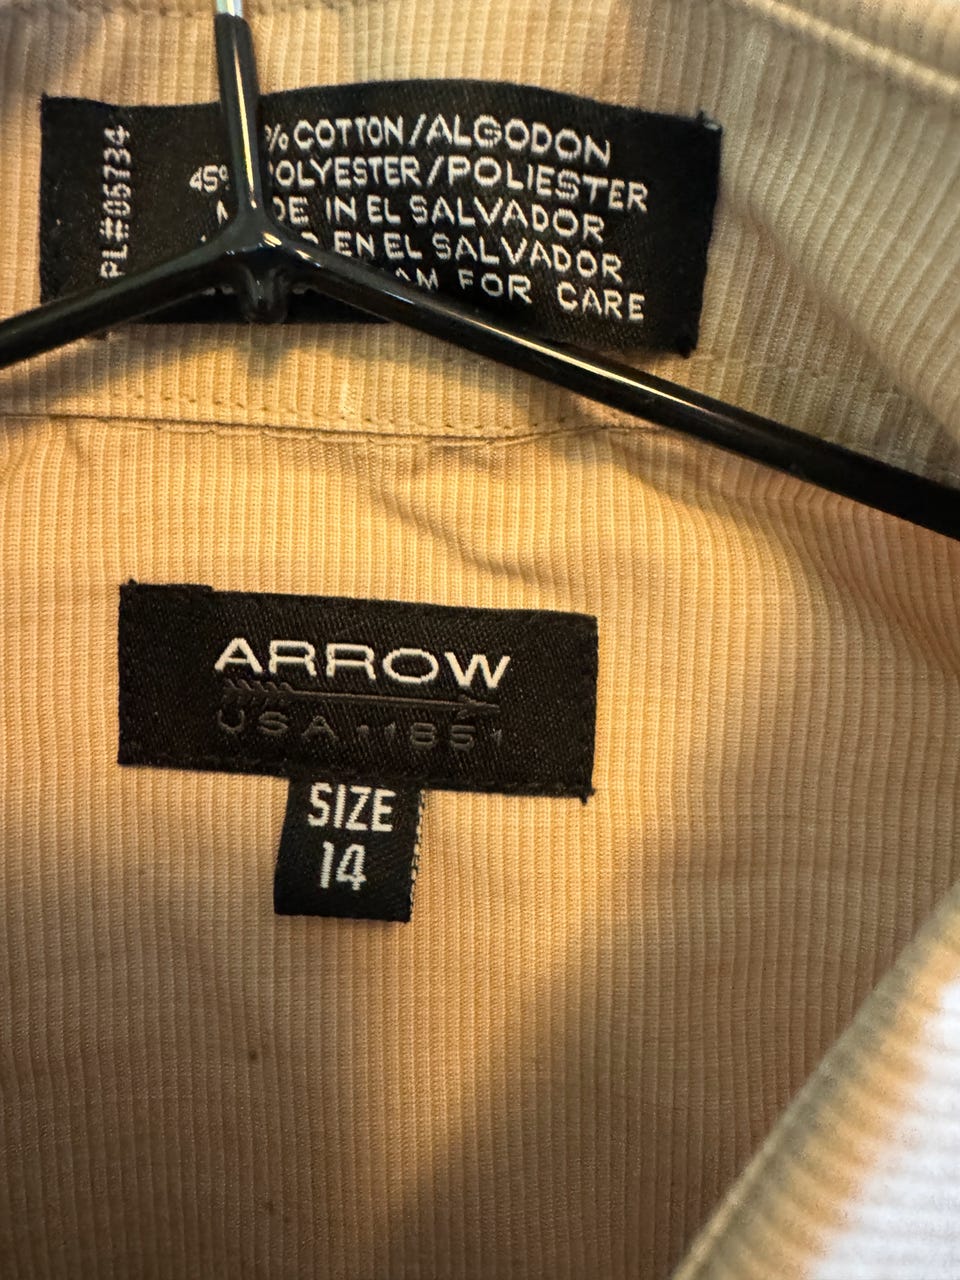 % COTTON/ALGODON
45% POLYESTER/POLIESTER
IN EL SALVADOR
EN EL SALVADOR
FOR CARE
PL#05734
ARROW
USA·1851
SIZE
14